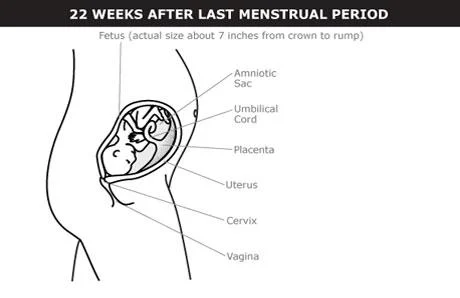 22 WEEKS AFTER LAST MENSTRUAL PERIOD
Fetus (actual size about 7 inches from crown to rump)
Amniotic
Sac
Umbilical
Cord
Placenta
Uterus
Cervix
Vagina